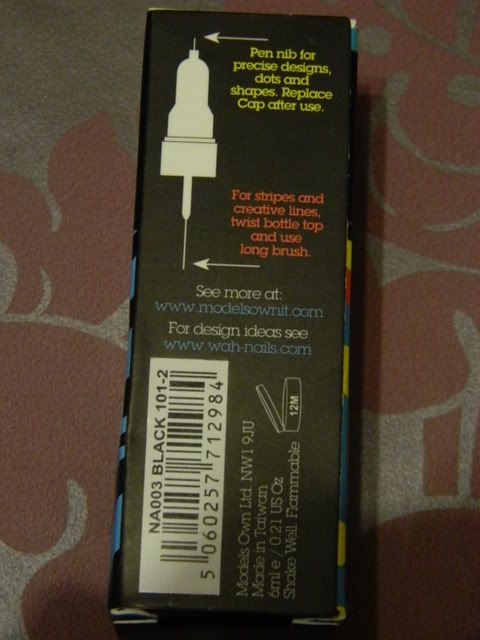 Pen nib for
precise designs,
dots and
shapes. Replace
Cap after use.
For stripes and
creative lines,
twist bottle top
and use
long brush.
See more at:
www.modelsownit.com
For design ideas see
www.wah-nails.com
NA003 BLACK 101-2
5 060257 712984
12M
Models Own Ltd. NW1 9JU
Made in Taiwan
6ml e / 0.21 US Oz
Shake Well. Flammable